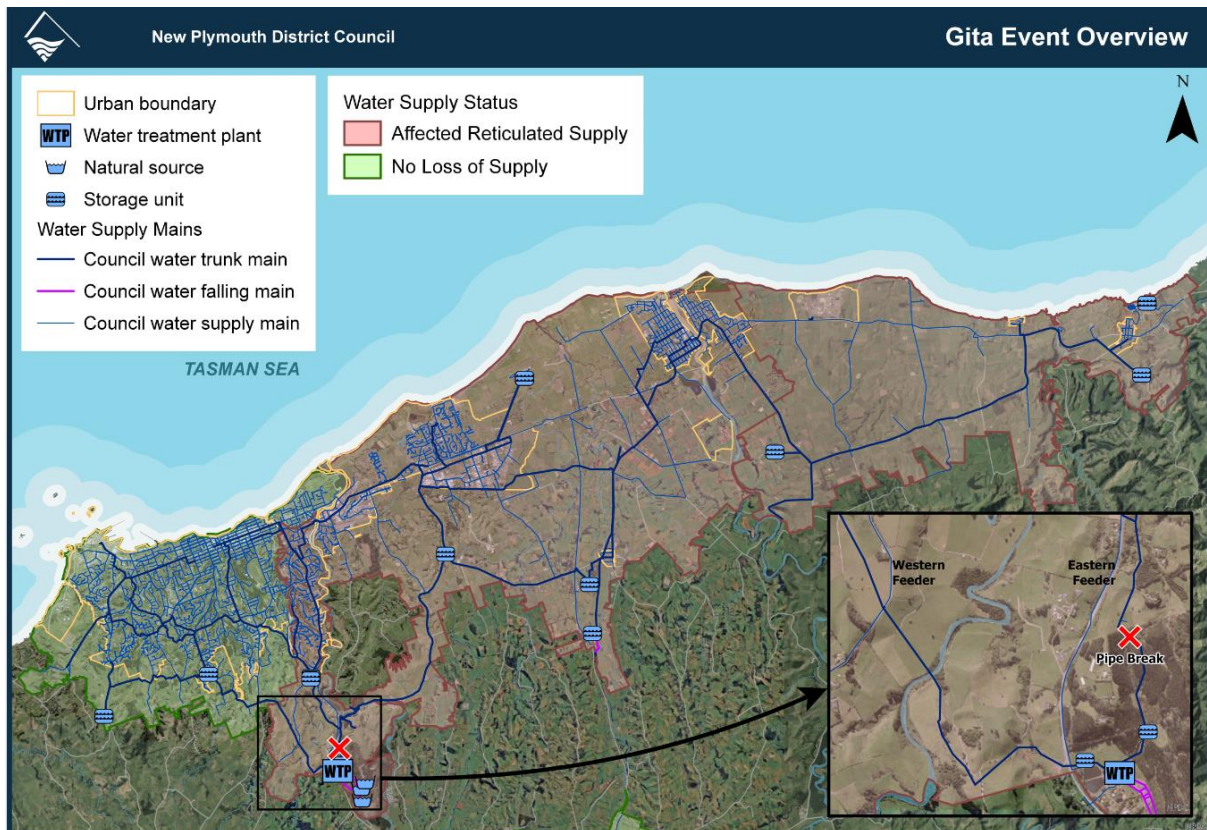 New Plymouth District Council
Gita Event Overview
Urban boundary
WTP
Water treatment plant
Natural source
Storage unit
Water Supply Mains
Council water trunk main
Council water falling main
Council water supply main
Water Supply Status
Affected Reticulated Supply
No Loss of Supply
N
TASMAN SEA
WTP
Western
Feeder
Eastern
Feeder
Pipe Break
WTP